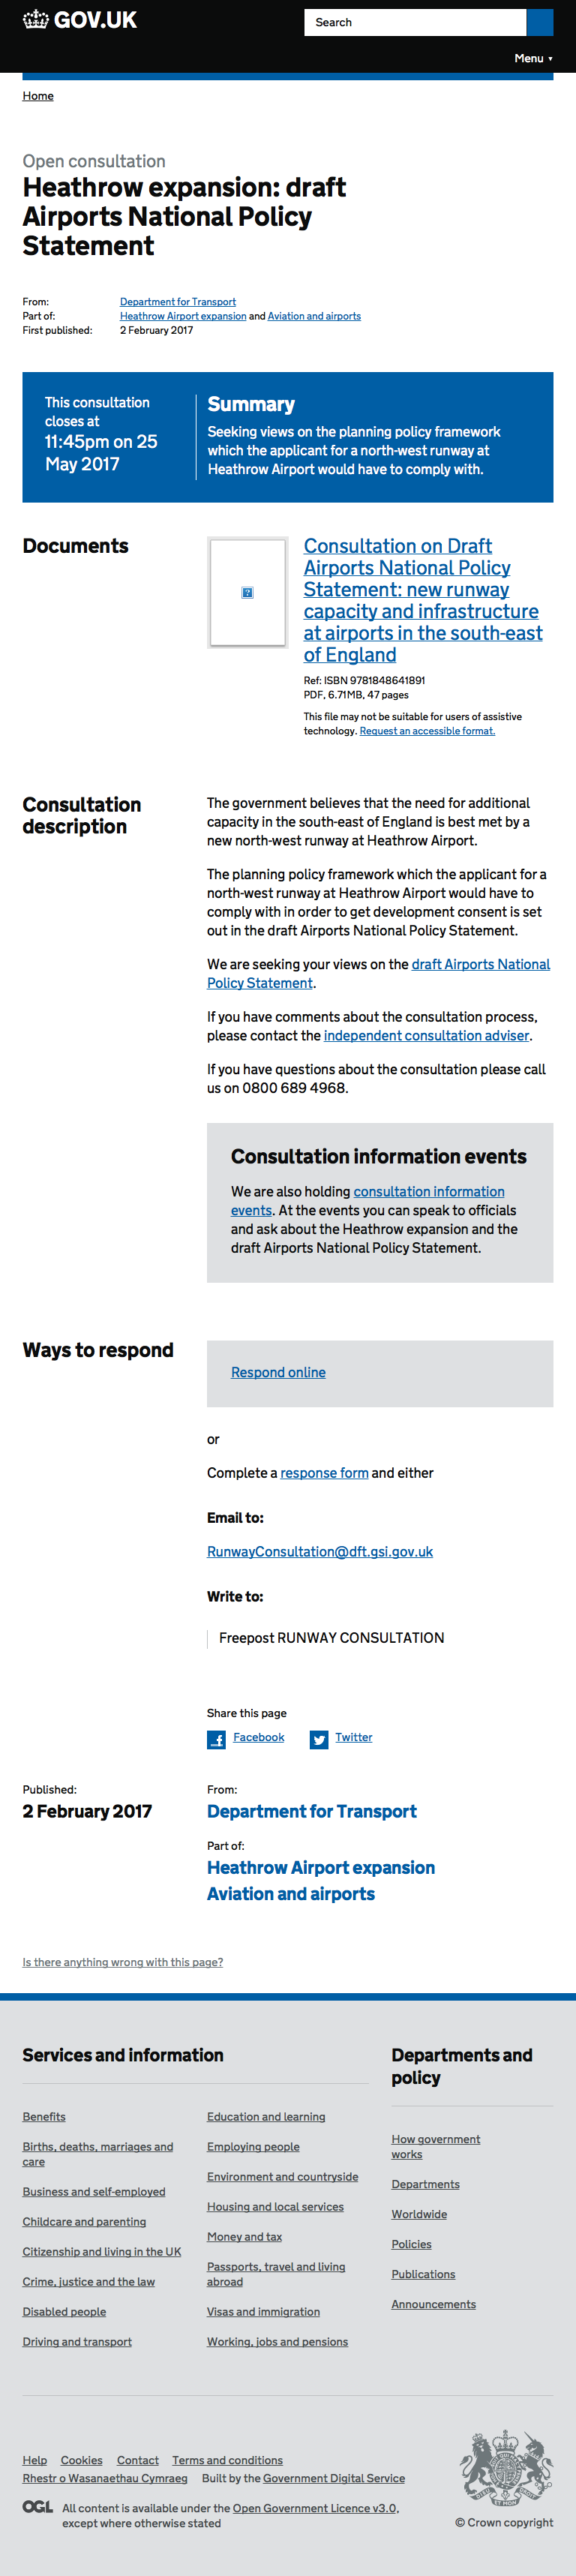 GOV.UK
Search
Menu ▼
Home
Open consultation
Heathrow expansion: draft
Airports National Policy
Statement
From: Department for Transport
Part of: Heathrow Airport expansion and Aviation and airports
First published: 2 February 2017
This consultation
closes at
11:45pm on 25
May 2017
Summary
Seeking views on the planning policy framework
which the applicant for a north-west runway at
Heathrow Airport would have to comply with.
Documents
?
Consultation on Draft
Airports National Policy
Statement: new runway
capacity and infrastructure
at airports in the south-east
of England
Ref: ISBN 9781848641891
PDF, 6.71MB, 47 pages
This file may not be suitable for users of assistive
technology. Request an accessible format.
Consultation
description
The government believes that the need for additional
capacity in the south-east of England is best met by a
new north-west runway at Heathrow Airport.
The planning policy framework which the applicant for a
north-west runway at Heathrow Airport would have to
comply with in order to get development consent is set
out in the draft Airports National Policy Statement.
We are seeking your views on the draft Airports National
Policy Statement.
If you have comments about the consultation process,
please contact the independent consultation adviser.
If you have questions about the consultation please call
us on 0800 689 4968.
Consultation information events
We are also holding consultation information
events. At the events you can speak to officials
and ask about the Heathrow expansion and the
draft Airports National Policy Statement.
Ways to respond
Respond online
or
Complete a response form and either
Email to:
RunwayConsultation@dft.gsi.gov.uk
Write to:
Freepost RUNWAY CONSULTATION
Share this page
Facebook
Twitter
Published:
2 February 2017
From:
Department for Transport
Part of:
Heathrow Airport expansion
Aviation and airports
Is there anything wrong with this page?
Services and information
Benefits
Births, deaths, marriages and
care
Business and self-employed
Childcare and parenting
Citizenship and living in the UK
Crime, justice and the law
Disabled people
Driving and transport
Education and learning
Employing people
Environment and countryside
Housing and local services
Money and tax
Passports, travel and living
abroad
Visas and immigration
Working, jobs and pensions
Departments and
policy
How government
works
Departments
Worldwide
Policies
Publications
Announcements
Help Cookies Contact Terms and conditions
Rhestr o Wasanaethau Cymraeg Built by the Government Digital Service
OGL All content is available under the Open Government Licence v3.0,
except where otherwise stated
© Crown copyright